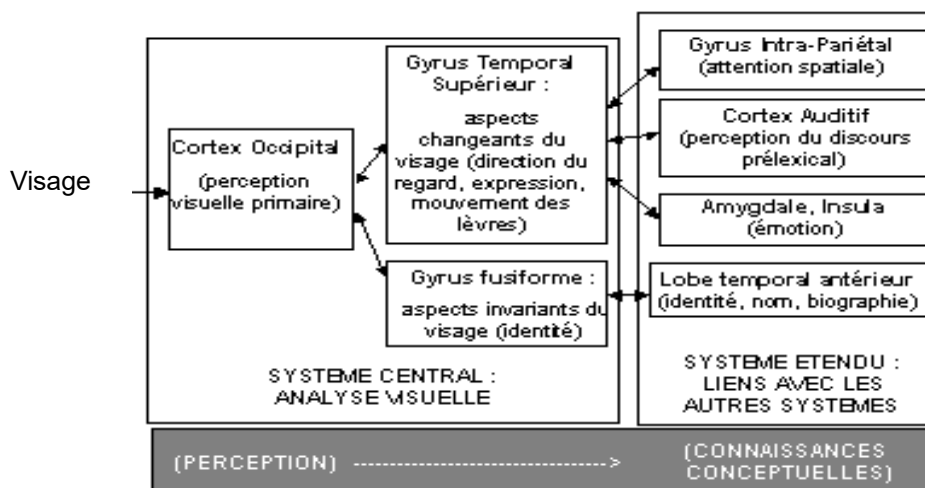 Visage
Cortex Occipital
(perception
visuelle primaire)
Gyrus Temporal
Supérieur :
aspects
changeants du
visage (direction du
regard, expression,
mouvement des
lèvres)
Gyrus fusiforme :
aspects invariants du
visage (identité)
SYSTEME CENTRAL :
ANALYSE VISUELLE
Gyrus Intra-Pariétal
(attention spatiale)
Cortex Auditif
(perception du discours
prélexical)
Amygdale, Insula
(émotion)
Lobe temporal antérieur
(identité, nom, biographie)
SYSTEME ETENDU :
LIENS AVEC LES
AUTRES SYSTEMES
(PERCEPTION) ----------------------------->
(CONNAISSANCES
CONCEPTUELLES)